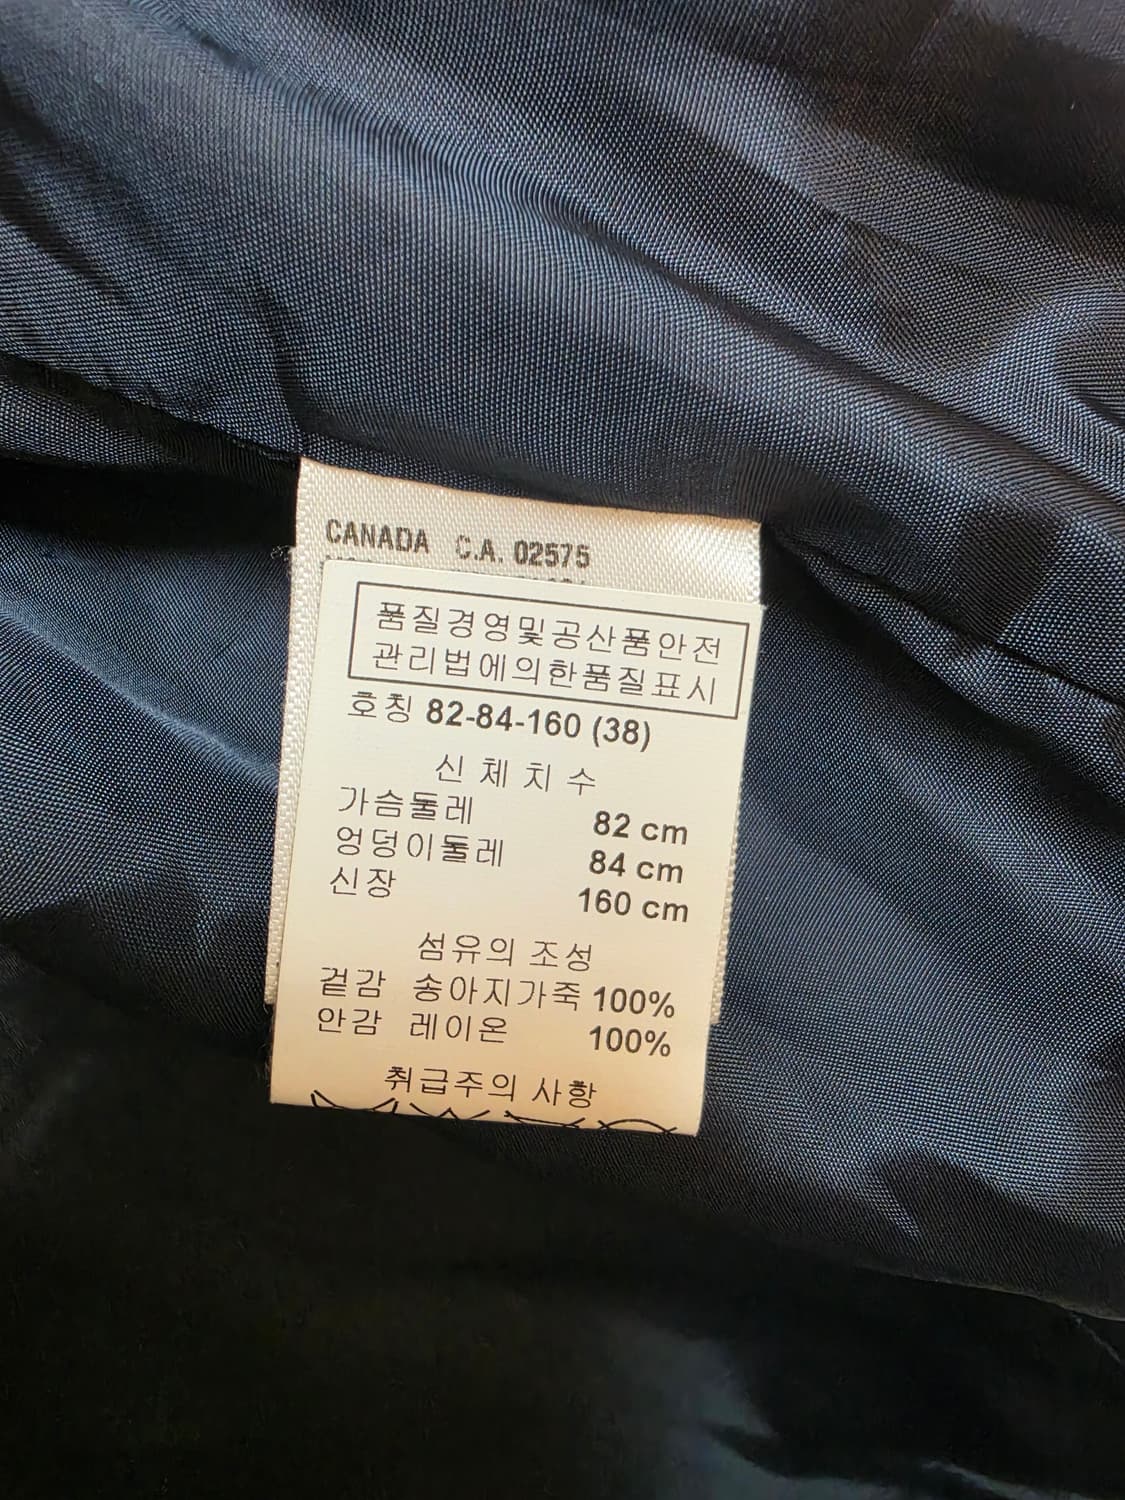 CANADA C.A. 02575
품질경영및공산품안전
관리법에의한품질표시
호칭 82-84-160 (38)
신체치수
가슴둘레 82 cm
엉덩이둘레 84 cm
신장 160 cm
섬유의 조성
겉감 송아지가죽 100%
안감 레이온 100%
취급주의 사항